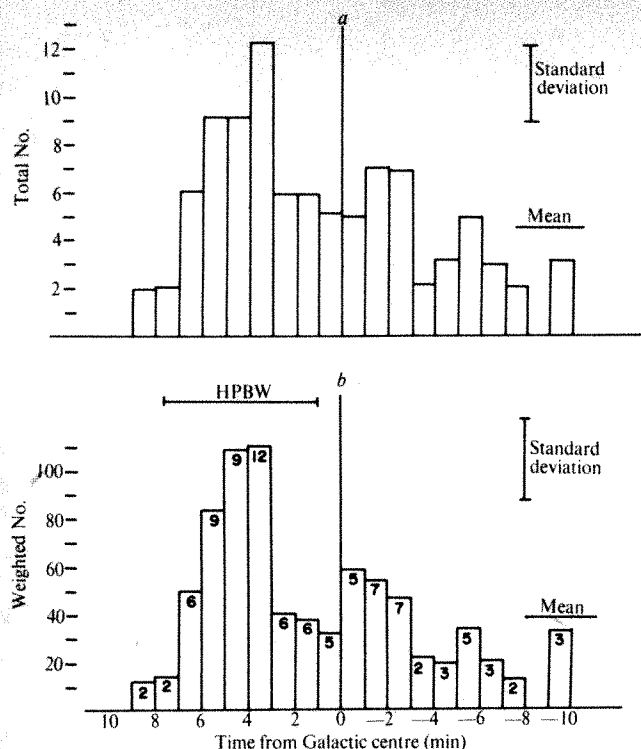 a
12
10
8
6
4
2
Total No.
Standard
deviation
Mean
b
HPBW
100
80
60
40
20
Weighted No.
Standard
deviation
Mean
2 2 6 9 9 12 6 6 5 5 7 7 2 3 5 3 2 3
10 8 6 4 2 0 —2 —4 —6 —8 —10
Time from Galactic centre (min)